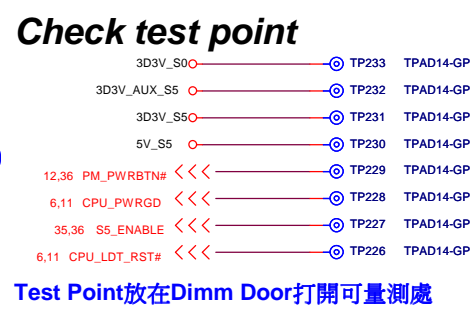 Check test point
3D3V_S0 TP233 TPAD14-GP
3D3V_AUX_S5 TP232 TPAD14-GP
3D3V_S5 TP231 TPAD14-GP
5V_S5 TP230 TPAD14-GP
12,36 PM_PWRBTN# TP229 TPAD14-GP
6,11 CPU_PWRGD TP228 TPAD14-GP
35,36 S5_ENABLE TP227 TPAD14-GP
6,11 CPU_LDT_RST# TP226 TPAD14-GP
Test Point放在Dimm Door打開可量測處